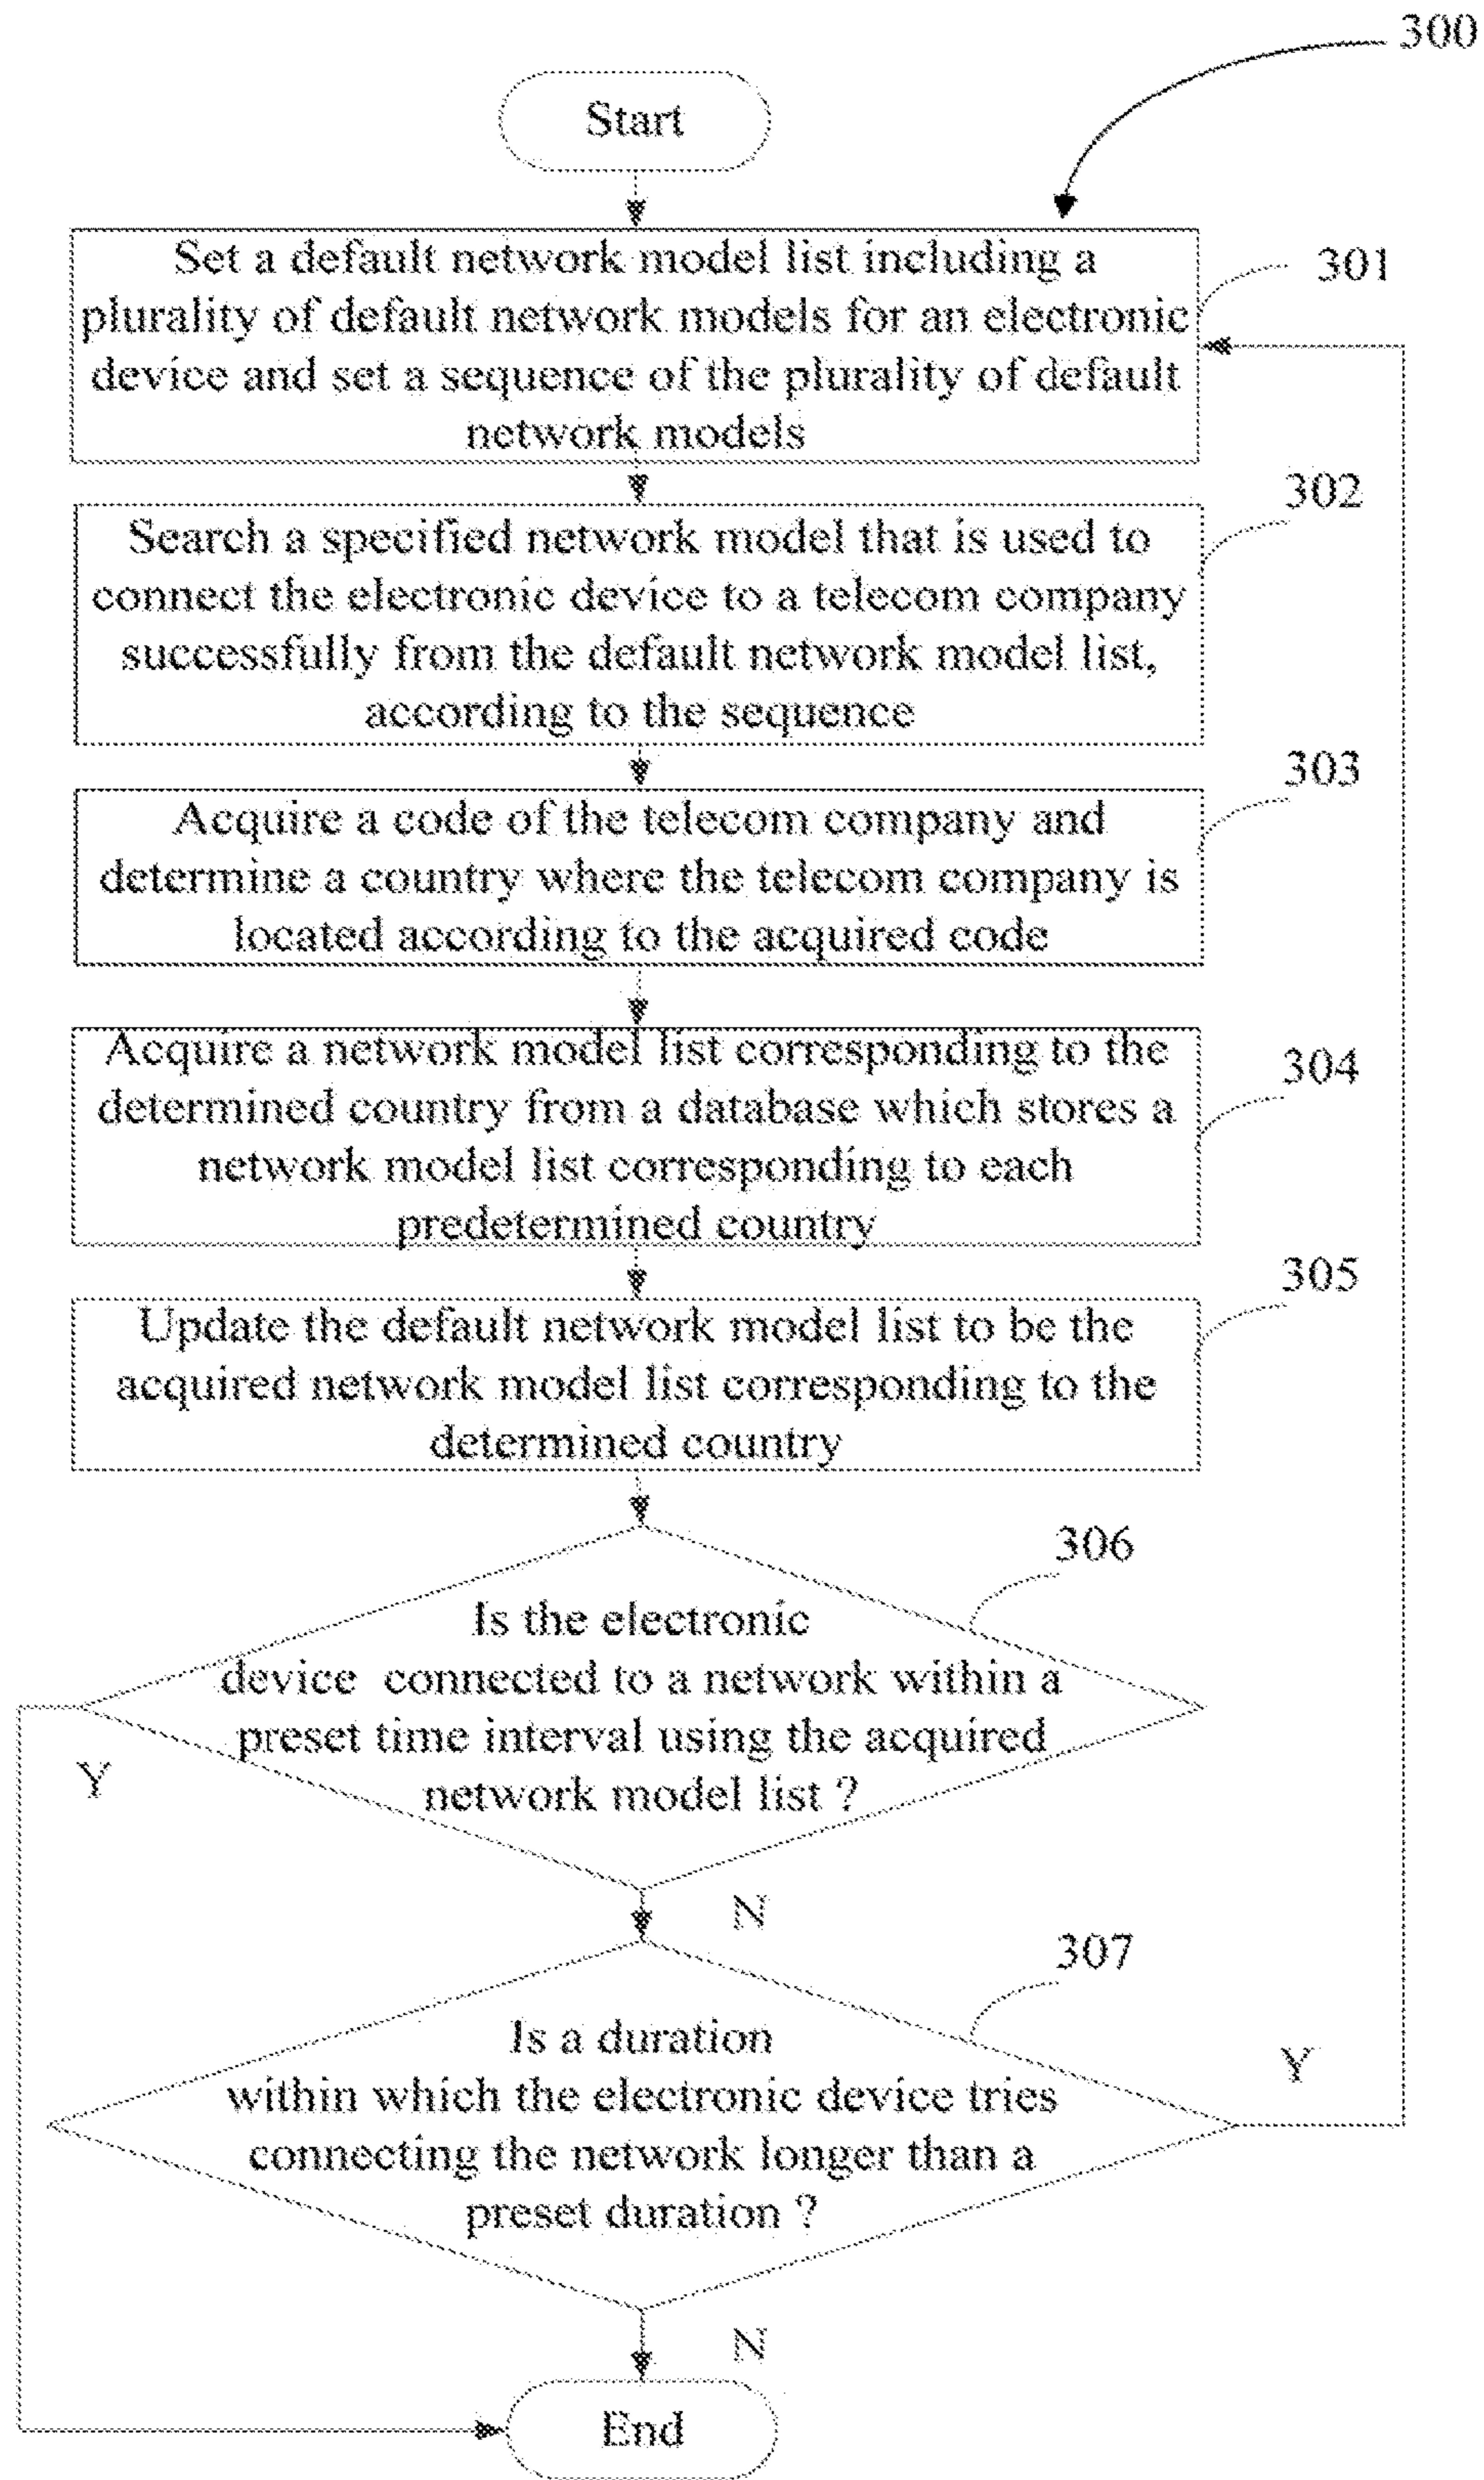 300
Start
Set a default network model list including a
plurality of default network models for an electronic
device and set a sequence of the plurality of default
network models
301
Search a specified network model that is used to
connect the electronic device to a telecom company
successfully from the default network model list,
according to the sequence
302
Acquire a code of the telecom company and
determine a country where the telecom company is
located according to the acquired code
303
Acquire a network model list corresponding to the
determined country from a database which stores a
network model list corresponding to each
predetermined country
304
Update the default network model list to be the
acquired network model list corresponding to the
determined country
305
Is the electronic
device connected to a network within a
preset time interval using the acquired
network model list ?
306
Y
N
Is a duration
within which the electronic device tries
connecting the network longer than a
preset duration ?
307
Y
N
End